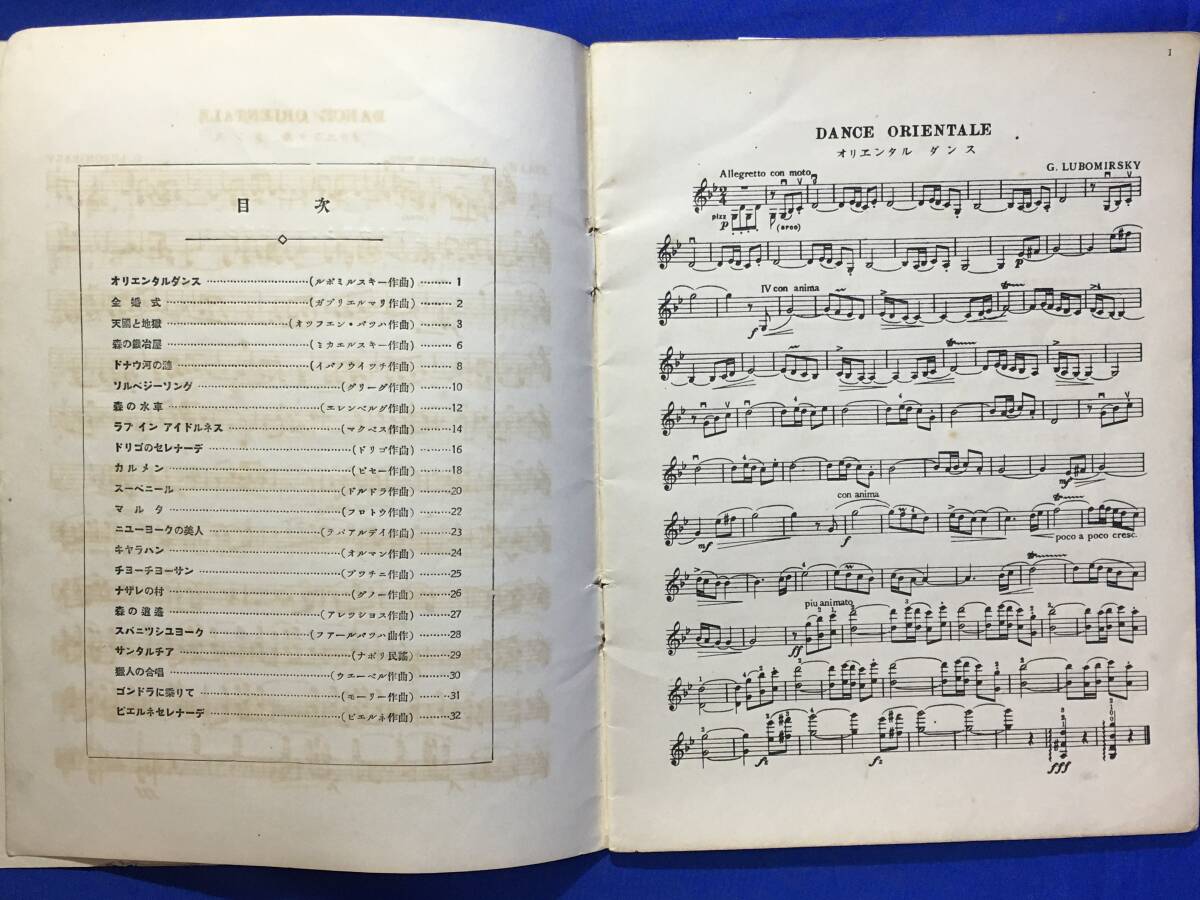 目次
オリエンタルダンス……(ルボミルスキー作曲)……1
金婚式……(ガブリエルマリ作曲)……2
天國と地獄……(オツフエン・バツハ作曲)……3
森の鍛冶屋……(ミカエルスキー作曲)……6
ドナウ河の漣……(イバノウイツチ作曲)……8
ソルベジーソング……(グリーグ作曲)……10
森の水車……(エレンベルグ作曲)……12
ラブ イン アイドルネス……(マクベス作曲)……14
ドリゴのセレナーデ……(ドリゴ作曲)……16
カルメン……(ビゼー作曲)……18
スーベニール……(ドルドラ作曲)……20
マルタ……(フロトウ作曲)……22
ニユーヨークの美人……(ラバアルデイ作曲)……23
キヤラハン……(オルマン作曲)……24
チヨーチヨーサン……(プツチニ作曲)……25
ナザレの村……(グノー作曲)……26
森の逍遙……(アレツシヨス作曲)……27
スパニツシユヨーク……(フアールバツハ曲作)……28
サンタルチア……(ナポリ民謠)……29
獵人の合唱……(ウエーベル作曲)……30
ゴンドラに乗りて……(モーリー作曲)……31
ピエルネセレナーデ……(ピエルネ作曲)……32
1
DANCE ORIENTALE
オリエンタル ダンス
G. LUBOMIRSKY
Allegretto con moto
pizz
p
(arco)
p
IV con anima
f
mf
con anima
mf
f
poco a poco cresc.
piu animato
ff
fz
fz
fff